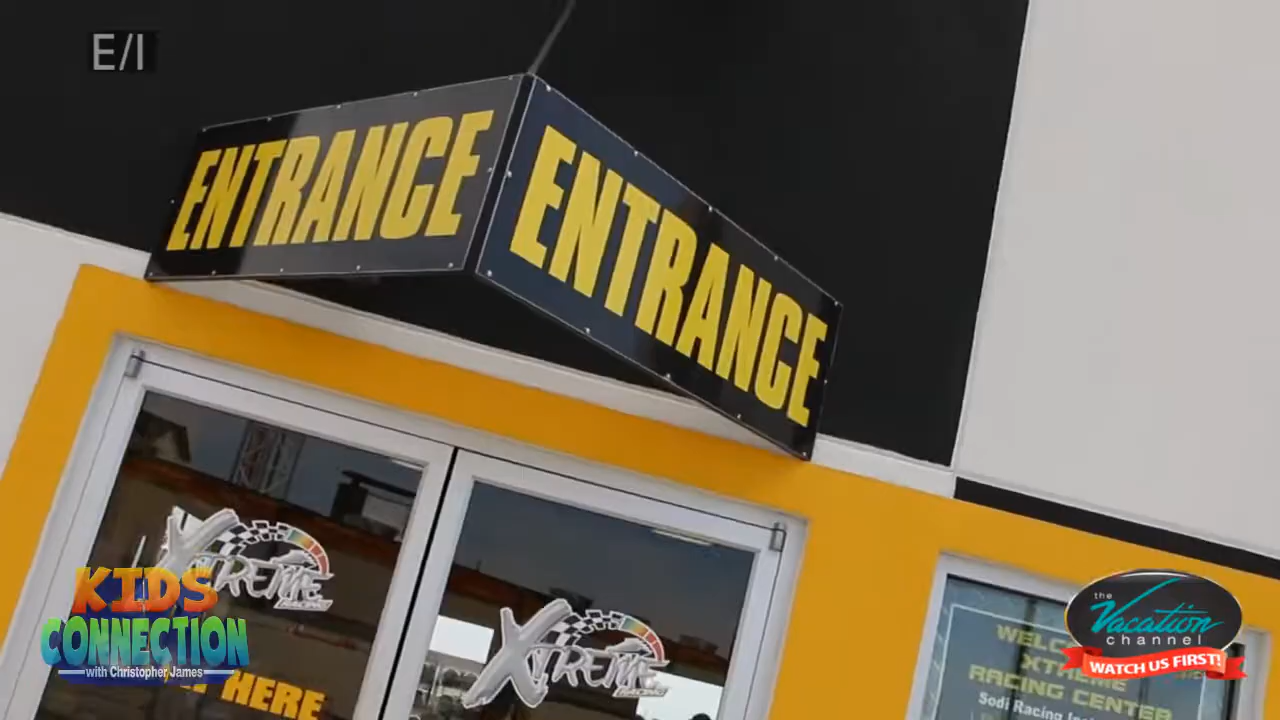 E/I
ENTRANCE
ENTRANCE
XTREME
RACING
XTREME
RACING
KIDS
CONNECTION
with Christopher James
HERE
WELCOME
XTREME
RACING CENTER
Sodi Racing
the
Vacation
channel
WATCH US FIRST!